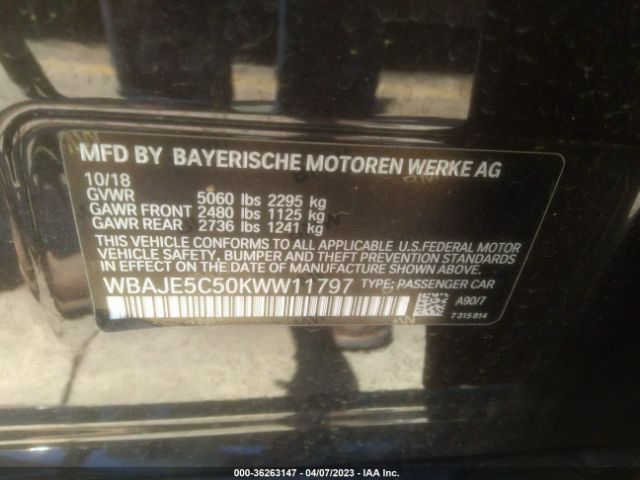 MFD BY BAYERISCHE MOTOREN WERKE AG
10/18
GVWR 5060 lbs 2295 kg
GAWR FRONT 2480 lbs 1125 kg
GAWR REAR 2736 lbs 1241 kg
THIS VEHICLE CONFORMS TO ALL APPLICABLE U.S.FEDERAL MOTOR
VEHICLE SAFETY, BUMPER AND THEFT PREVENTION STANDARDS
IN EFFECT ON THE DATE OF MANUFACTURE SHOWN ABOVE.
WBAJE5C50KWW11797 TYPE: PASSENGER CAR
A90/7
7 315 814
000-36263147 - 04/07/2023 - IAA Inc.